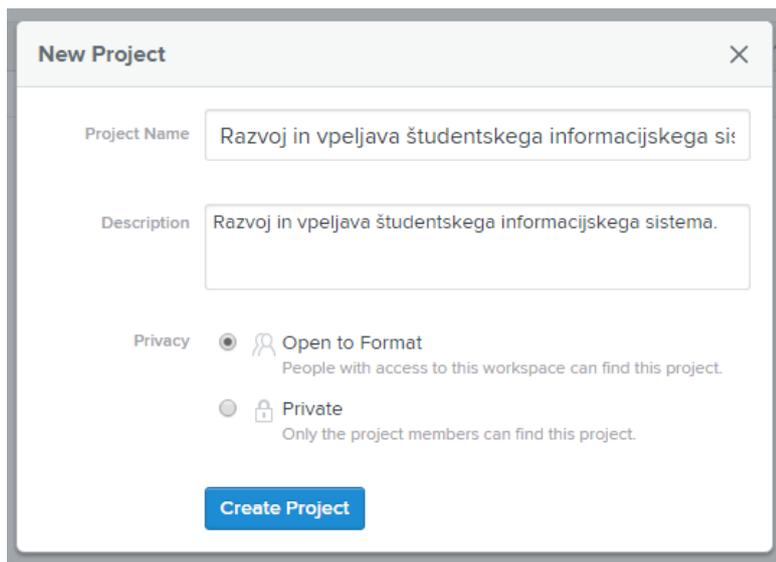 New Project
Project Name
Razvoj in vpeljava študentskega informacijskega sis
Description
Razvoj in vpeljava študentskega informacijskega sistema.
Privacy
Open to Format
People with access to this workspace can find this project.
Private
Only the project members can find this project.
Create Project